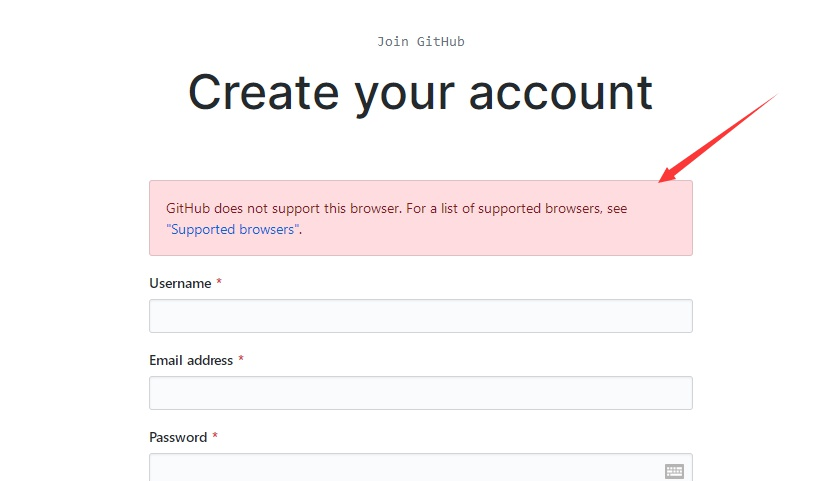 Join GitHub
Create your account
GitHub does not support this browser. For a list of supported browsers, see
"Supported browsers".
Username *
Email address *
Password *